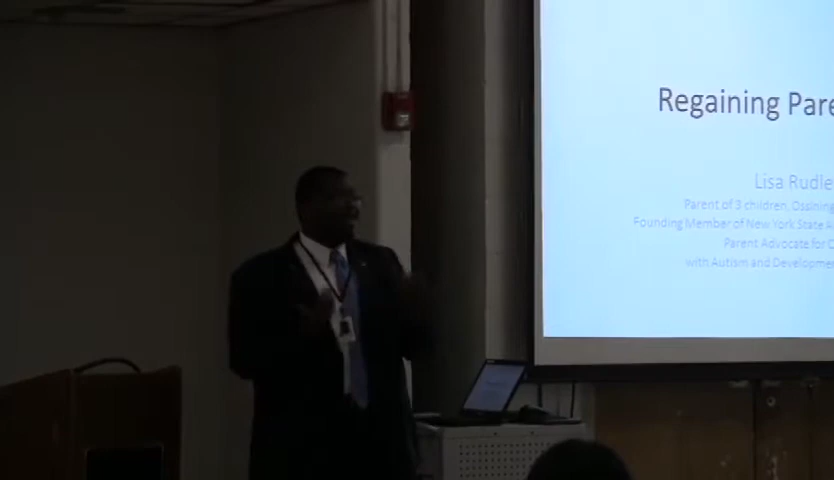 Regaining Pare
Lisa Rudle
Parent of 3 children, Ossining
Founding Member of New York State A
Parent Advocate for C
with Autism and Developmen